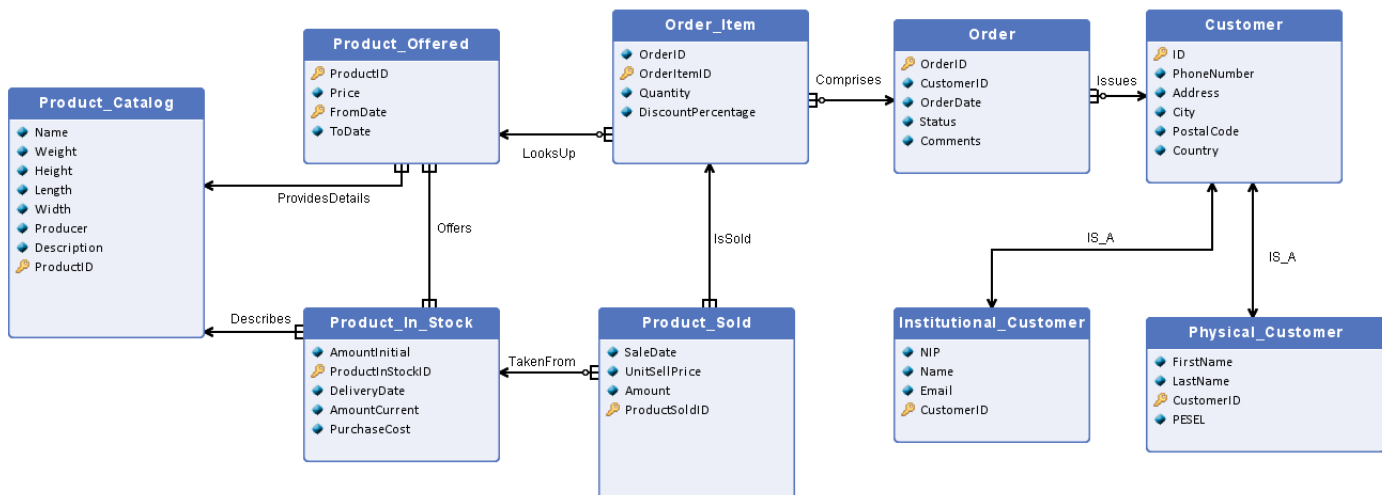 Product_Catalog
Name
Weight
Height
Length
Width
Producer
Description
ProductID
Product_Offered
ProductID
Price
FromDate
ToDate
Order_Item
OrderID
OrderItemID
Quantity
DiscountPercentage
Order
OrderID
CustomerID
OrderDate
Status
Comments
Customer
ID
PhoneNumber
Address
City
PostalCode
Country
Comprises
Issues
LooksUp
ProvidesDetails
Offers
IsSold
IS_A
IS_A
Describes
TakenFrom
Product_In_Stock
AmountInitial
ProductInStockID
DeliveryDate
AmountCurrent
PurchaseCost
Product_Sold
SaleDate
UnitSellPrice
Amount
ProductSoldID
Institutional_Customer
NIP
Name
Email
CustomerID
Physical_Customer
FirstName
LastName
CustomerID
PESEL